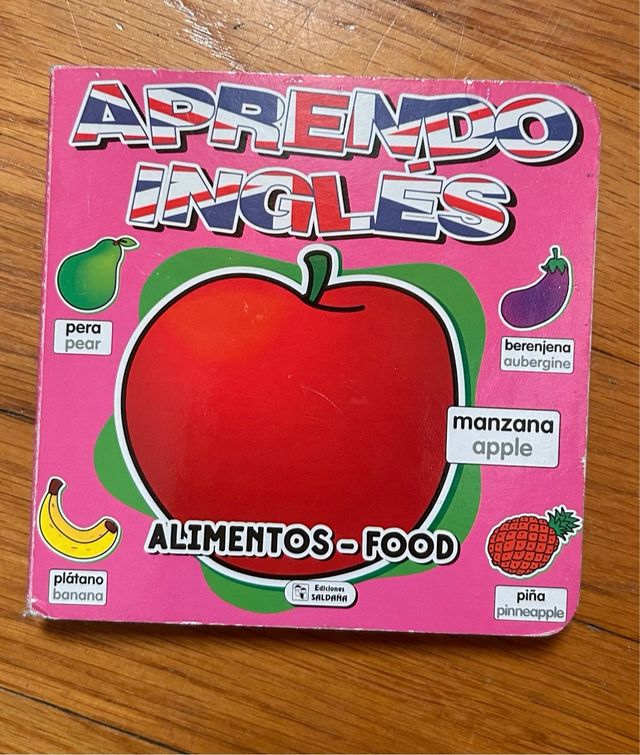 APRENDO
INGLÉS
pera
pear
berenjena
aubergine
manzana
apple
ALIMENTOS - FOOD
plátano
banana
piña
pinneapple
Ediciones
SALDAÑA